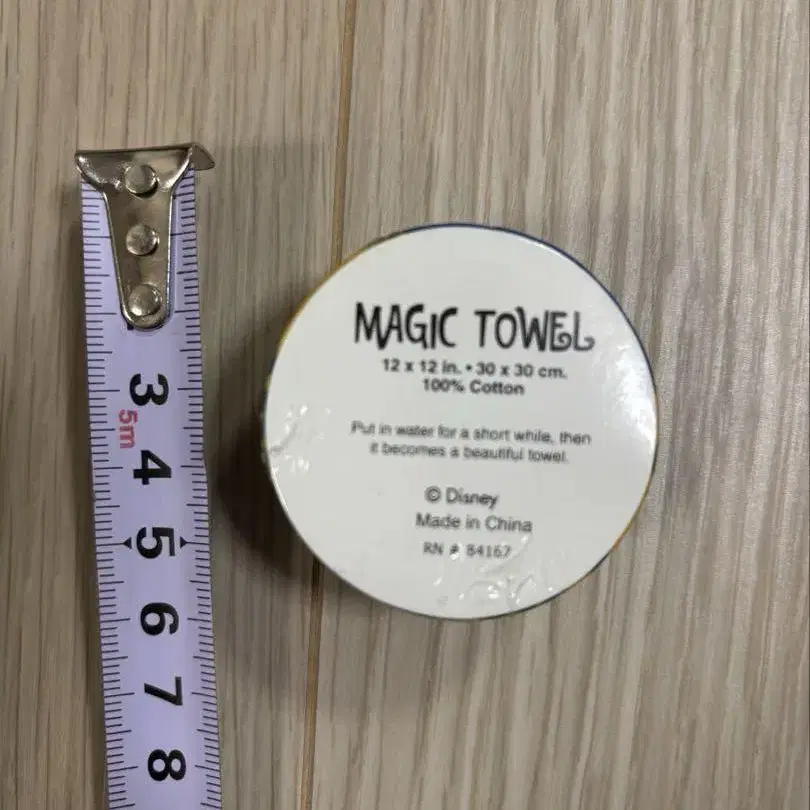 MAGIC TOWEL
12 x 12 in. • 30 x 30 cm.
100% Cotton
Put in water for a short while, then
it becomes a beautiful towel.
© Disney
Made in China
RN # 84167
3
5m
4
5
6
7
8